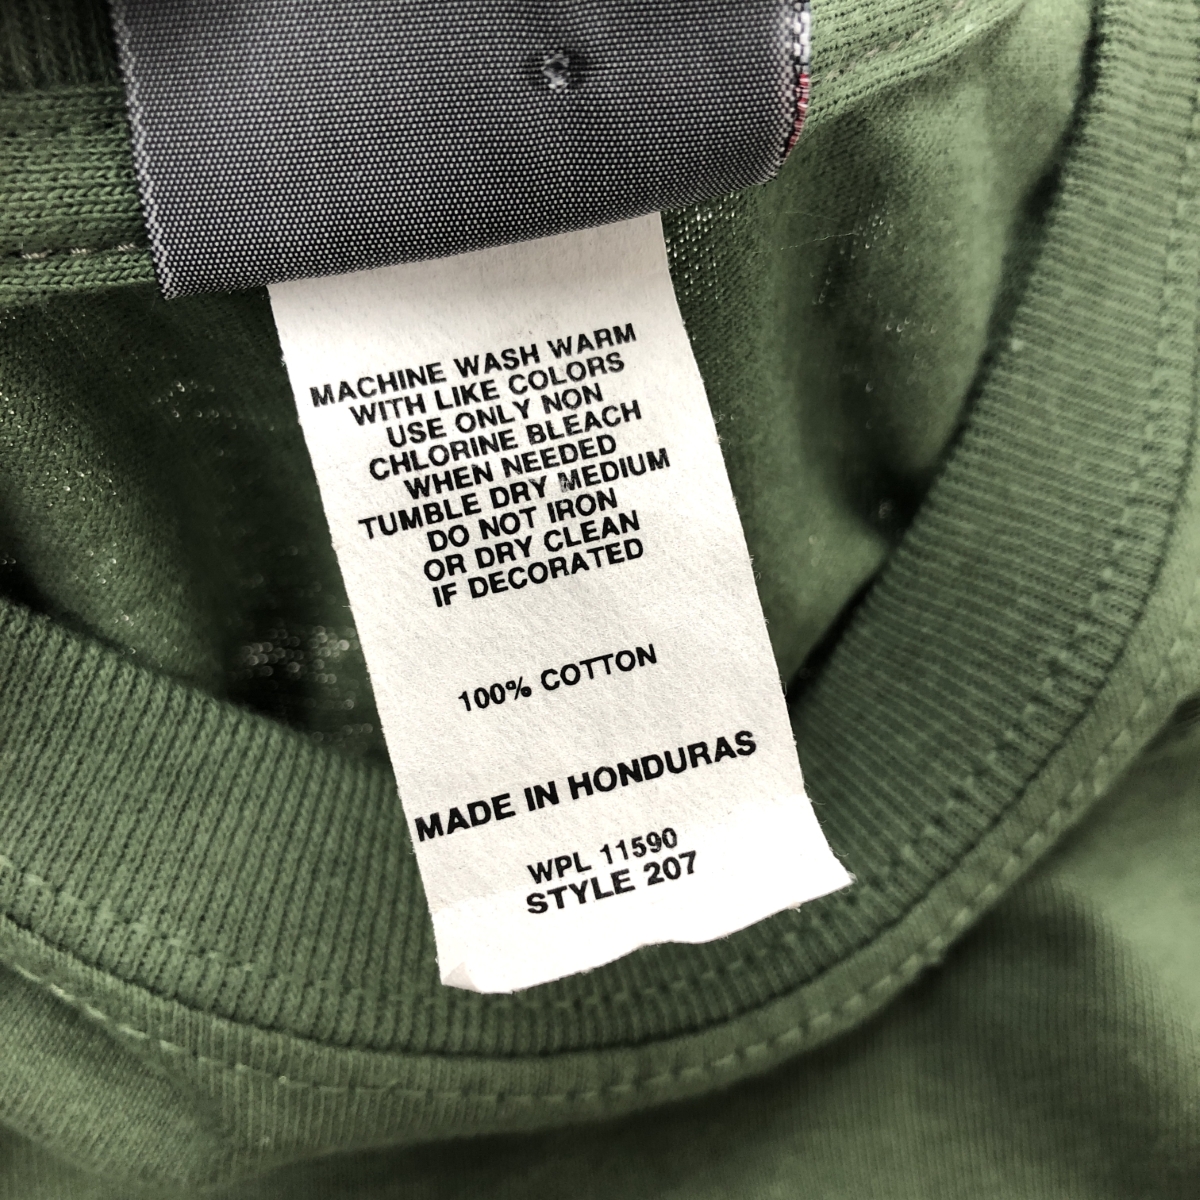 MACHINE WASH WARM
WITH LIKE COLORS
USE ONLY NON
CHLORINE BLEACH
WHEN NEEDED
TUMBLE DRY MEDIUM
DO NOT IRON
OR DRY CLEAN
IF DECORATED
100% COTTON
MADE IN HONDURAS
WPL 11590
STYLE 207